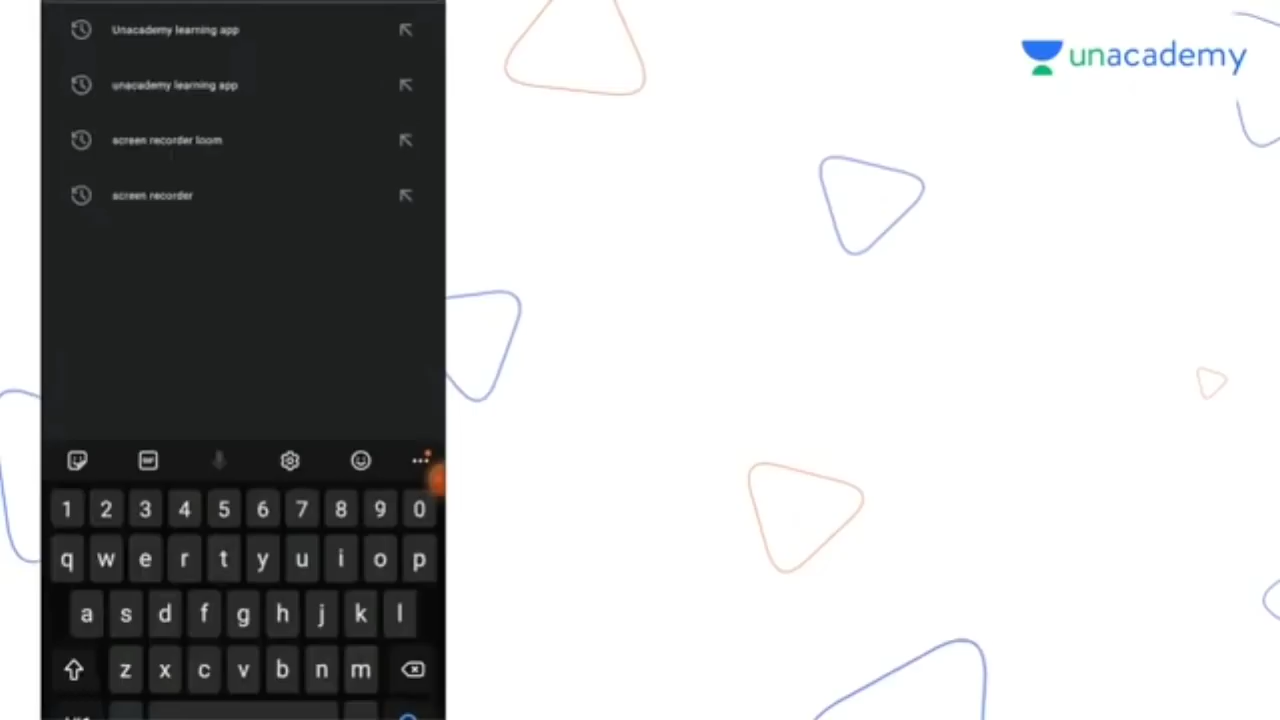 Unacademy learning app
unacademy
unacademy learning app
screen recorder loom
screen recorder
GIF
1 2 3 4 5 6 7 8 9 0
q w e r t y u i o p
a s d f g h j k l
z x c v b n m